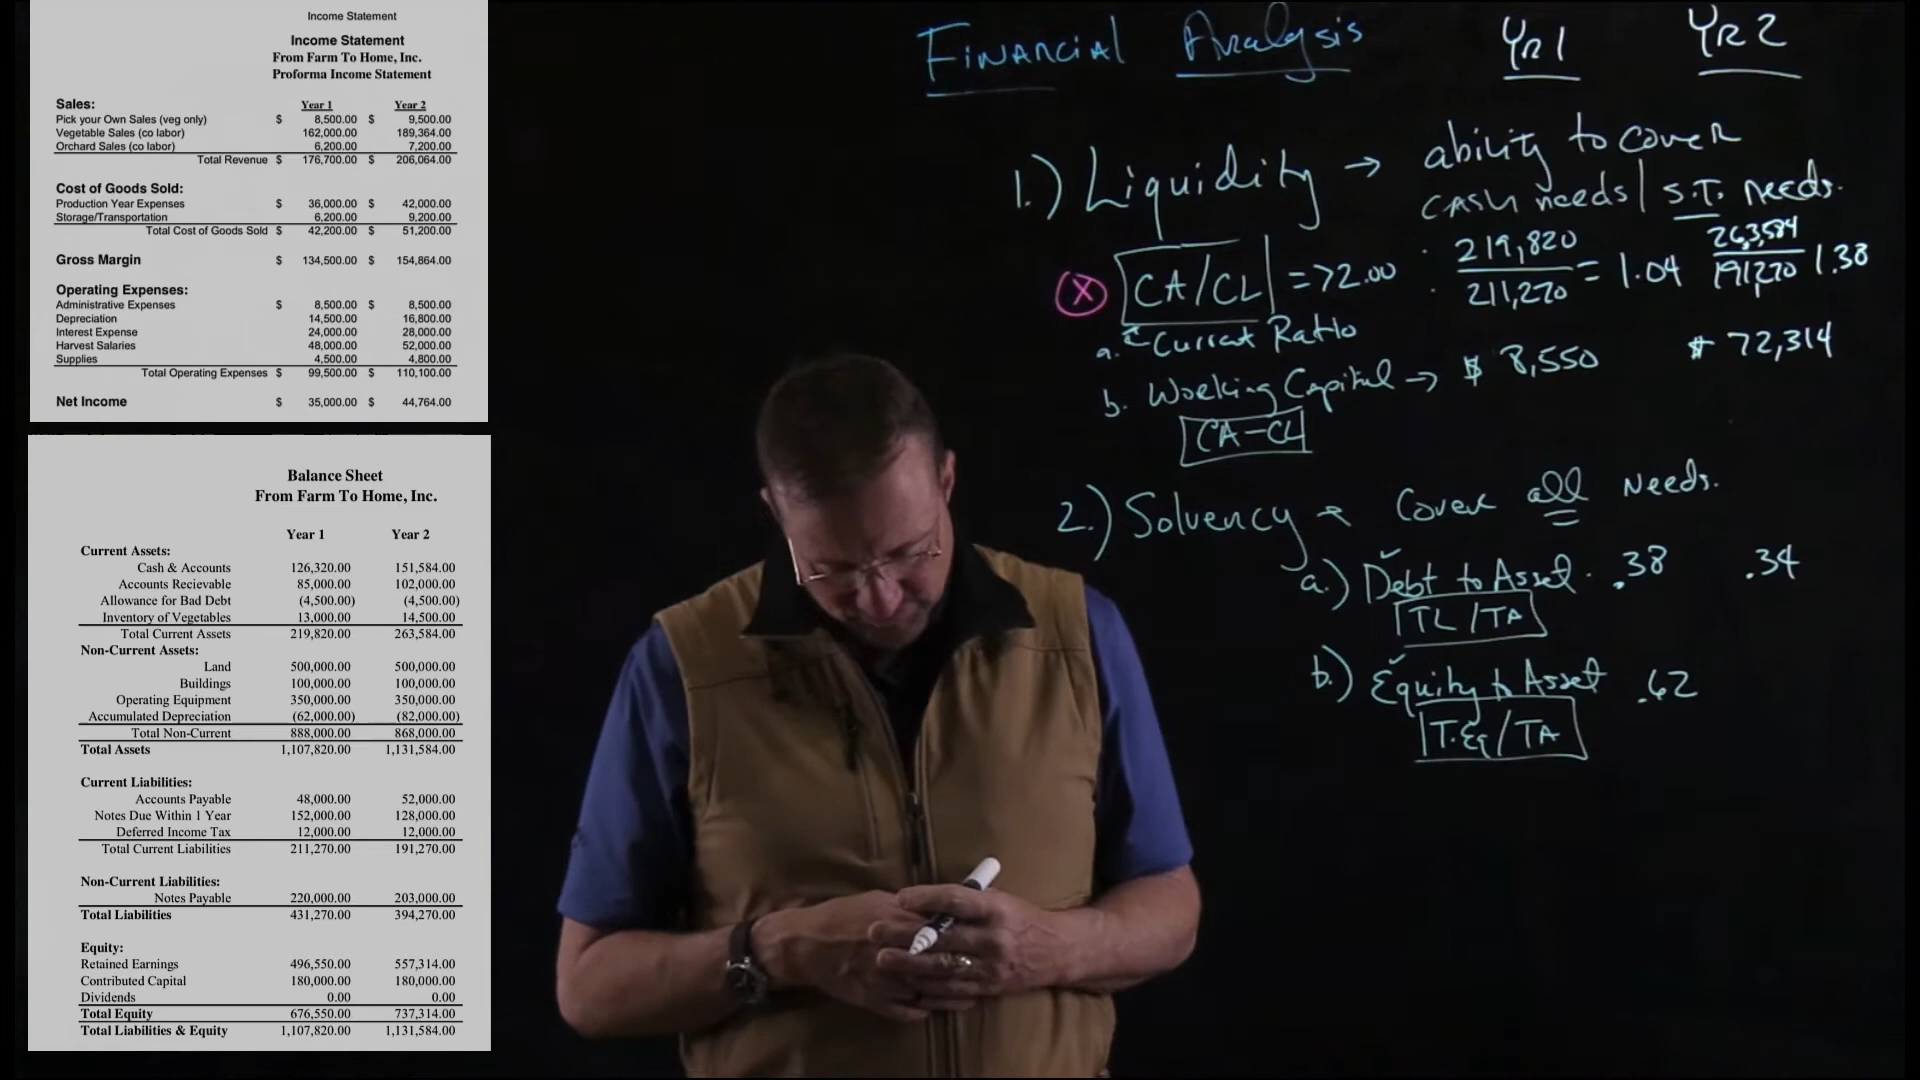 Income Statement
Income Statement
From Farm To Home, Inc.
Proforma Income Statement
Sales: Year 1 Year 2
Pick your Own Sales (veg only) $ 8,500.00 $ 9,500.00
Vegetable Sales (co labor) 162,000.00 189,364.00
Orchard Sales (co labor) 6,200.00 7,200.00
Total Revenue $ 176,700.00 $ 206,064.00
Cost of Goods Sold:
Production Year Expenses $ 36,000.00 $ 42,000.00
Storage/Transportation 6,200.00 9,200.00
Total Cost of Goods Sold $ 42,200.00 $ 51,200.00
Gross Margin $ 134,500.00 $ 154,864.00
Operating Expenses:
Administrative Expenses $ 8,500.00 $ 8,500.00
Depreciation 14,500.00 16,800.00
Interest Expense 24,000.00 28,000.00
Harvest Salaries 48,000.00 52,000.00
Supplies 4,500.00 4,800.00
Total Operating Expenses $ 99,500.00 $ 110,100.00
Net Income $ 35,000.00 $ 44,764.00
Balance Sheet
From Farm To Home, Inc.
Year 1 Year 2
Current Assets:
Cash & Accounts 126,320.00 151,584.00
Accounts Recievable 85,000.00 102,000.00
Allowance for Bad Debt (4,500.00) (4,500.00)
Inventory of Vegetables 13,000.00 14,500.00
Total Current Assets 219,820.00 263,584.00
Non-Current Assets:
Land 500,000.00 500,000.00
Buildings 100,000.00 100,000.00
Operating Equipment 350,000.00 350,000.00
Accumulated Depreciation (62,000.00) (82,000.00)
Total Non-Current 888,000.00 868,000.00
Total Assets 1,107,820.00 1,131,584.00
Current Liabilities:
Accounts Payable 48,000.00 52,000.00
Notes Due Within 1 Year 152,000.00 128,000.00
Deferred Income Tax 12,000.00 12,000.00
Total Current Liabilities 211,270.00 191,270.00
Non-Current Liabilities:
Notes Payable 220,000.00 203,000.00
Total Liabilities 431,270.00 394,270.00
Equity:
Retained Earnings 496,550.00 557,314.00
Contributed Capital 180,000.00 180,000.00
Dividends 0.00 0.00
Total Equity 676,550.00 737,314.00
Total Liabilities & Equity 1,107,820.00 1,131,584.00
Financial Analysis Yr 1 Yr 2
1.) Liquidity → ability to cover
cash needs / S.T. needs.
X CA/CL = >2.00 219,820 / 211,270 = 1.04 263,584 / 191,270 1.38
a. Current Ratio
b. Working Capital → $ 8,550 $ 72,314
CA-CL
2.) Solvency Cover all needs.
a.) Debt to Asset .38 .34
TL/TA
b.) Equity to Asset .62
T.Eq/TA